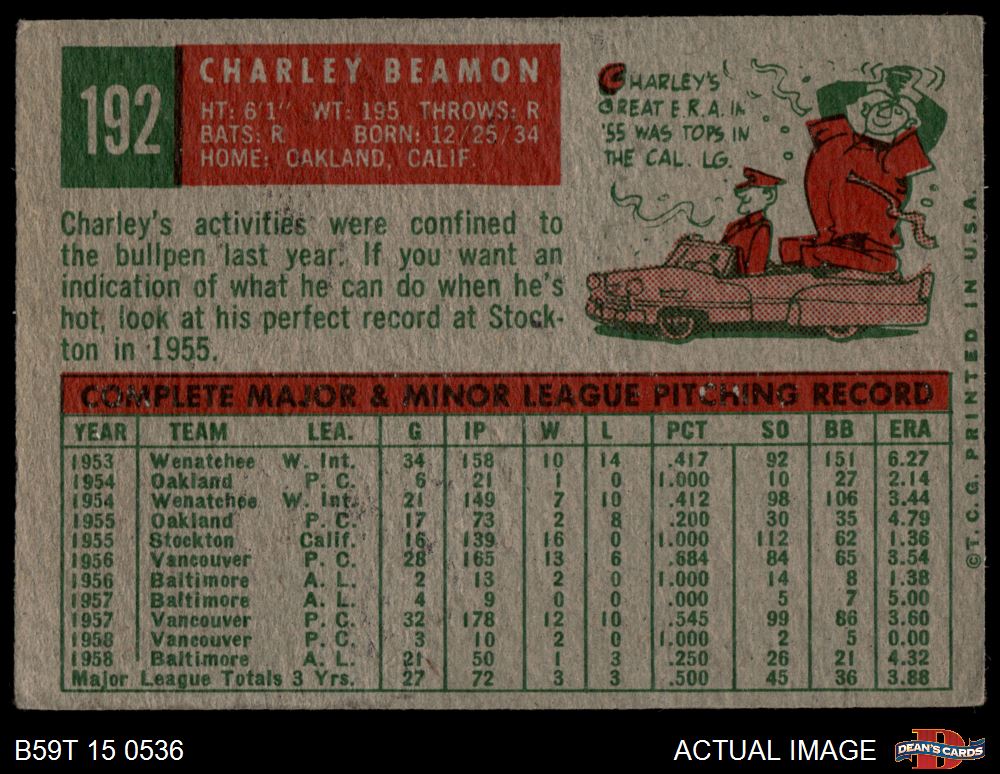 192
CHARLEY BEAMON
HT: 6'1" WT: 195 THROWS: R
BATS: R BORN: 12/25/34
HOME: OAKLAND, CALIF.
CHARLEY'S
GREAT E.R.A. IN
'55 WAS TOPS IN
THE CAL. LG.
Charley's activities were confined to
the bullpen last year. If you want an
indication of what he can do when he's
hot, look at his perfect record at Stock-
ton in 1955.
COMPLETE MAJOR & MINOR LEAGUE PITCHING RECORD
YEAR TEAM LEA. G IP W L PCT SO BB ERA
1953 Wenatchee W. Int. 34 158 10 14 .417 92 151 6.27
1954 Oakland P. C. 6 21 1 0 1.000 10 27 2.14
1954 Wenatchee W. Int. 21 149 7 10 .412 98 106 3.44
1955 Oakland P. C. 17 73 2 8 .200 30 35 4.79
1955 Stockton Calif. 16 139 16 0 1.000 112 62 1.36
1956 Vancouver P. C. 28 165 13 6 .684 84 65 3.54
1956 Baltimore A. L. 2 13 2 0 1.000 14 8 1.38
1957 Baltimore A. L. 4 9 0 0 .000 5 7 5.00
1957 Vancouver P. C. 32 178 12 10 .545 99 86 3.60
1958 Vancouver P. C. 3 10 2 0 1.000 2 5 0.00
1958 Baltimore A. L. 21 50 1 3 .250 26 21 4.32
Major League Totals 3 Yrs. 27 72 3 3 .500 45 36 3.88
© T. C. G. PRINTED IN U.S.A.
B59T 15 0536
ACTUAL IMAGE
DEAN'S CARDS